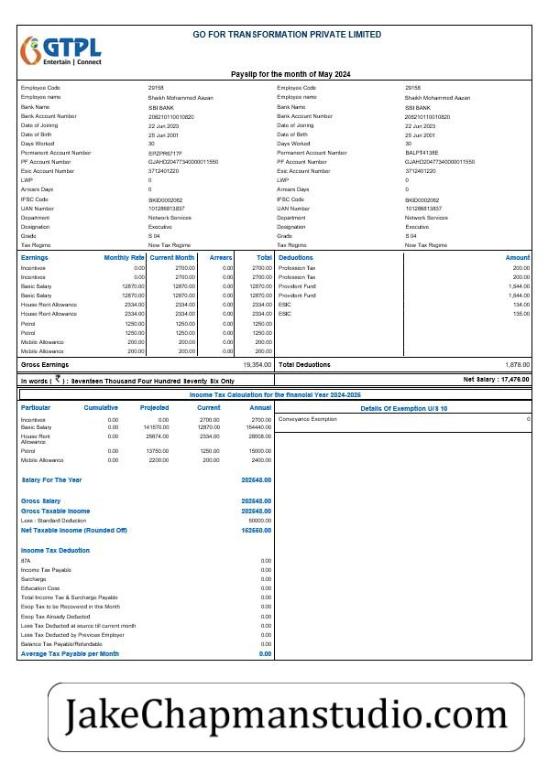 GO FOR TRANSFORMATION PRIVATE LIMITED
GTPL
Entertain | Connect
Payslip for the month of May 2024
Employee Code 29158 Employee Code 29158
Employee name Shaikh Mohammed Aazan Employee name Shaikh Mohammed Aazan
Bank Name SBI BANK Bank Name SBI BANK
Bank Account Number Bank Account Number
Date of Joining 22 Jun 2023 Date of Joining 22 Jun 2023
Date of Birth 25 Jun 2001 Date of Birth 25 Jun 2001
Days Worked 30 Days Worked 30
Permanent Account Number Permanent Account Number
PF Account Number PF Account Number
Esic Account Number 3712401220 Esic Account Number 3712401220
LWP 0 LWP 0
Arrears Days 0 Arrears Days 0
IFSC Code BKID0002062 IFSC Code BKID0002062
UAN Number 101286813837 UAN Number 101286813837
Department Network Services Department Network Services
Designation Executive Designation Executive
Grade S 04 Grade S 04
Tax Regime New Tax Regime Tax Regime New Tax Regime
Earnings Monthly Rate Current Month Arrears Total Deductions Amount
Incentives 0.00 2700.00 0.00 2700.00 Profession Tax 200.00
Incentives 0.00 2700.00 0.00 2700.00 Profession Tax 200.00
Basic Salary 12870.00 12870.00 0.00 12870.00 Provident Fund 1,544.00
Basic Salary 12870.00 12870.00 0.00 12870.00 Provident Fund 1,544.00
House Rent Allowance 2334.00 2334.00 0.00 2334.00 ESIC 134.00
House Rent Allowance 2334.00 2334.00 0.00 2334.00 ESIC 135.00
Petrol 1250.00 1250.00 0.00 1250.00
Petrol 1250.00 1250.00 0.00 1250.00
Mobile Allowance 200.00 200.00 0.00 200.00
Mobile Allowance 200.00 200.00 0.00 200.00
Gross Earnings 19,354.00 Total Deductions 1,878.00
In words ( ₹ ) : Seventeen Thousand Four Hundred Seventy Six Only Net Salary : 17,476.00
Income Tax Calculation for the financial Year 2024-2025
Particular Cumulative Projected Current Annual Details Of Exemption U/S 10
Incentives 0.00 0.00 2700.00 2700.00 Conveyance Exemption 0
Basic Salary 0.00 141570.00 12870.00 154440.00
House Rent Allowance 0.00 25674.00 2334.00 28008.00
Petrol 0.00 13750.00 1250.00 15000.00
Mobile Allowance 0.00 2200.00 200.00 2400.00
Salary For The Year 202548.00
Gross Salary 202548.00
Gross Taxable Income 202548.00
Less : Standard Deduction 50000.00
Net Taxable Income (Rounded Off) 152550.00
Income Tax Deduction
87A 0.00
Income Tax Payable 0.00
Surcharge 0.00
Education Cess 0.00
Total Income Tax & Surcharge Payable 0.00
Esop Tax to be Recovered in the Month 0.00
Esop Tax Already Deducted 0.00
Less Tax Deducted at source till current month 0.00
Less Tax Deducted by Previous Employer 0.00
Balance Tax Payable/Refundable 0.00
Average Tax Payable per Month 0.00
JakeChapmanstudio.com